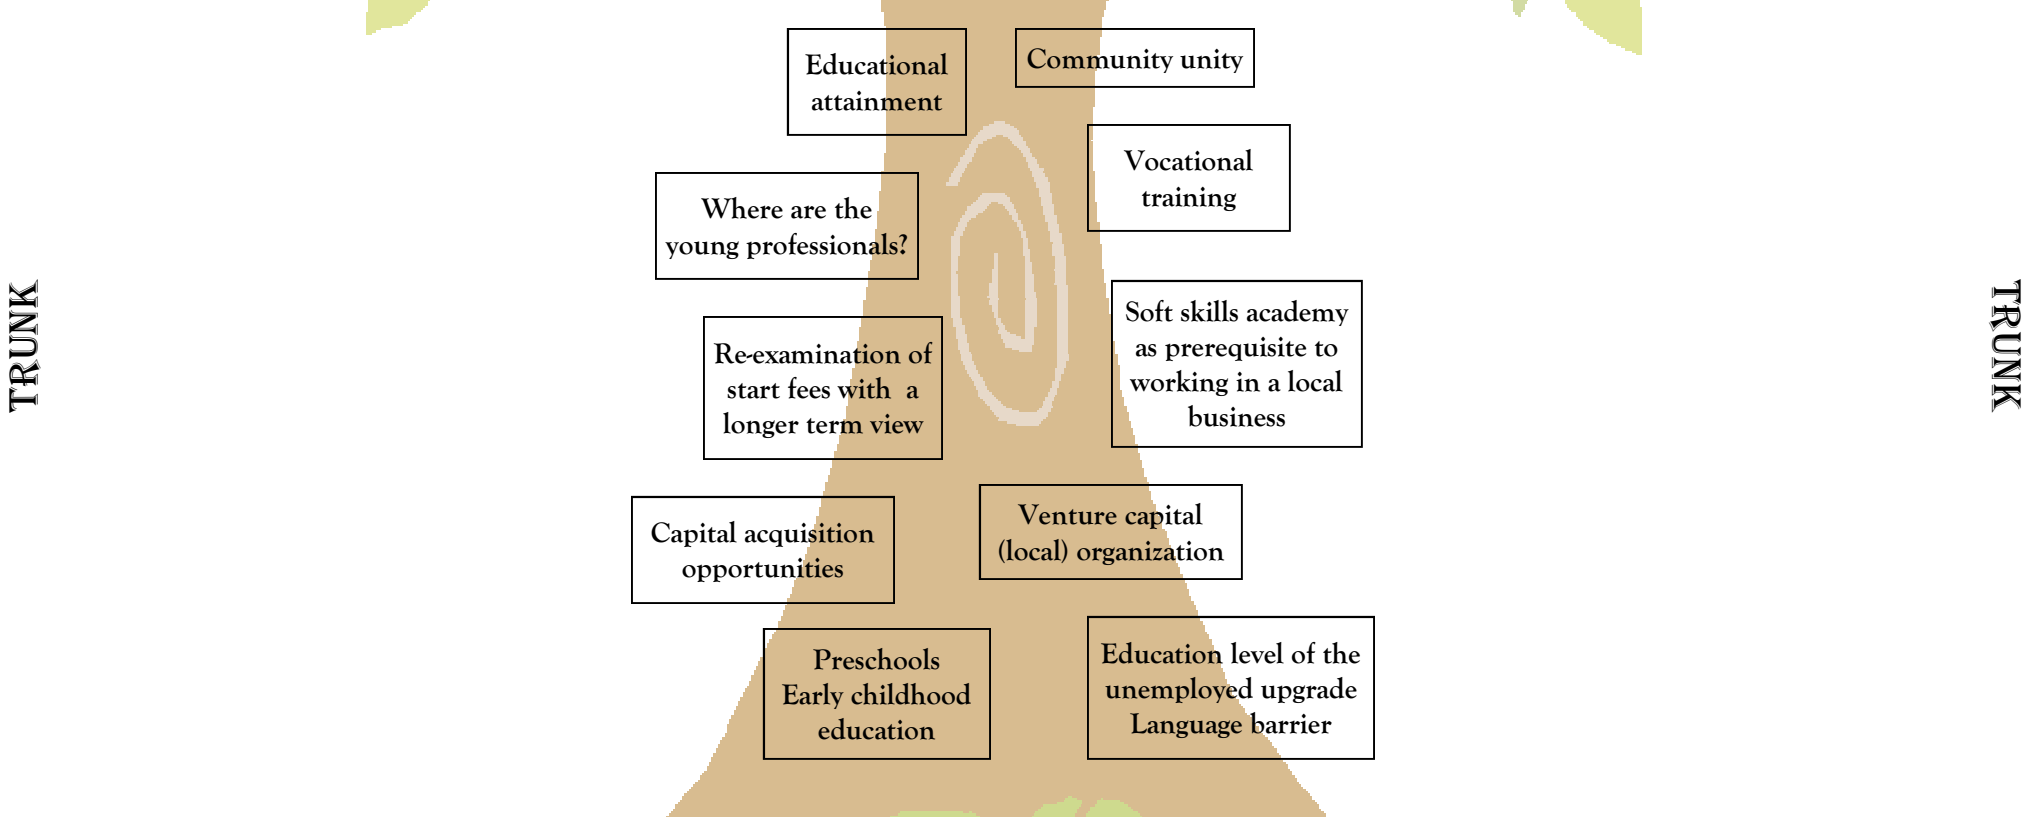 Educational
attainment
Community unity
Vocational
training
Where are the
young professionals?
TRUNK
TRUNK
Soft skills academy
as prerequisite to
working in a local
business
Re-examination of
start fees with a
longer term view
Capital acquisition
opportunities
Venture capital
(local) organization
Preschools
Early childhood
education
Education level of the
unemployed upgrade
Language barrier